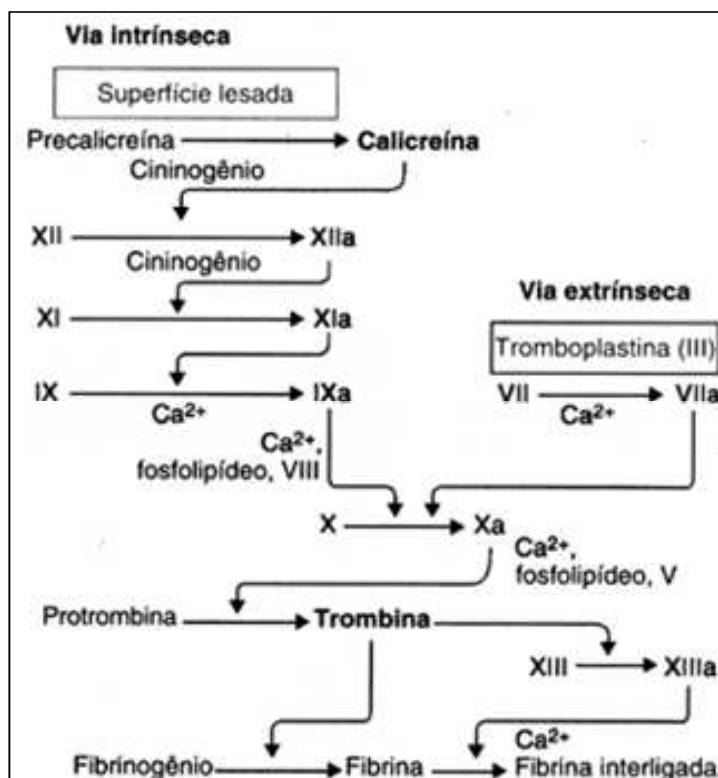 Via intrínseca
Superfície lesada
Precalicreína Calicreína
Cininogênio
XII XIIa
Cininogênio
Via extrínseca
XI XIa
Tromboplastina (III)
IX IXa
Ca2+
VII VIIa
Ca2+
Ca2+,
fosfolipídeo, VIII
X Xa
Ca2+,
fosfolipídeo, V
Protrombina Trombina
XIII XIIIa
Ca2+
Fibrinogênio Fibrina Fibrina interligada